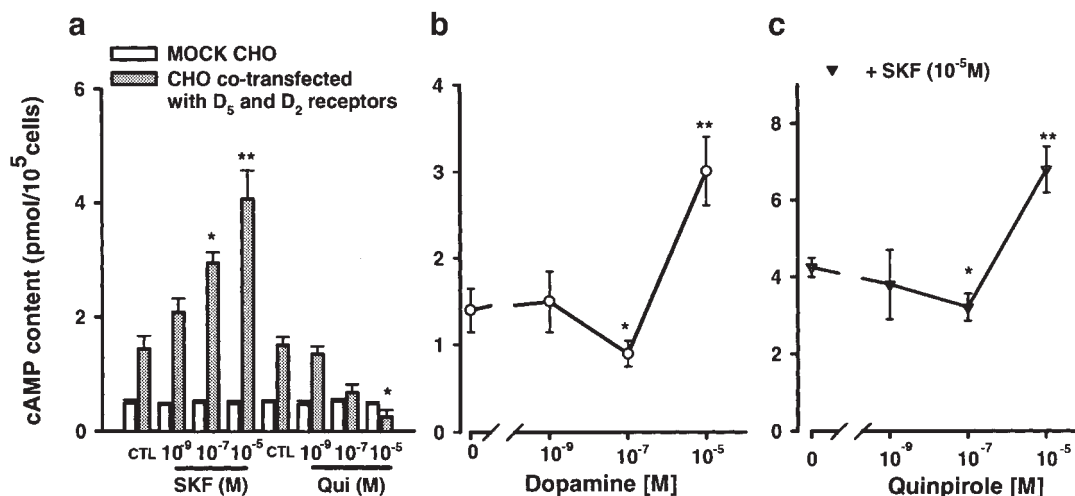 a
MOCK CHO
CHO co-transfected
with D5 and D2 receptors
cAMP content (pmol/10^5 cells)
6
4
2
0
**
*
*
CTL 10^-9 10^-7 10^-5 CTL 10^-9 10^-7 10^-5
SKF (M) Qui (M)
b
4
3
2
1
0
**
*
0 10^-9 10^-7 10^-5
Dopamine [M]
c
+ SKF (10^-5M)
8
6
4
2
0
**
*
0 10^-9 10^-7 10^-5
Quinpirole [M]